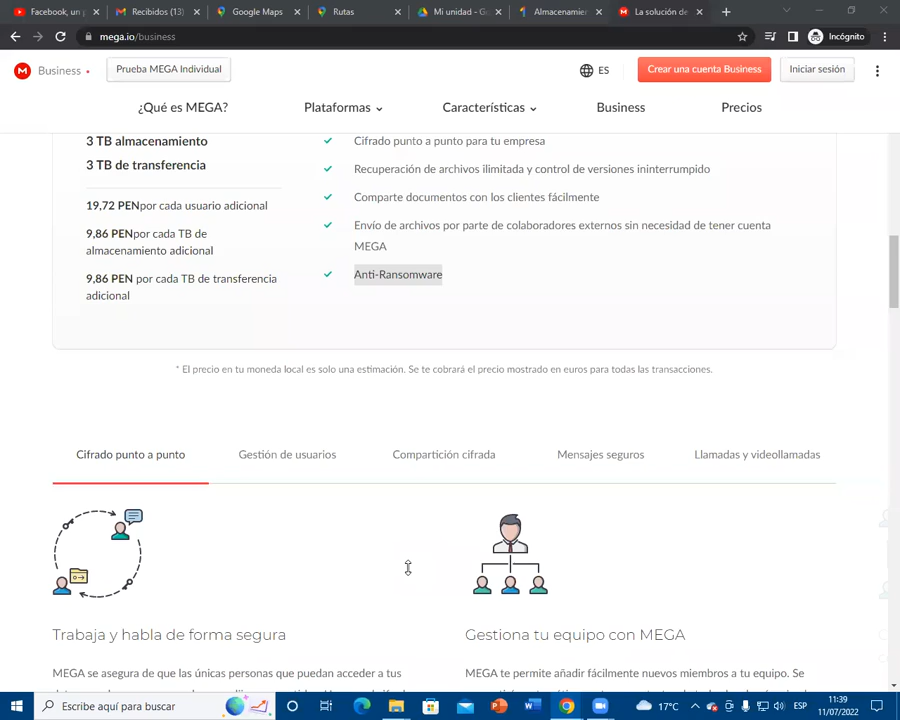 Facebook, un
Recibidos (13)
Google Maps
Rutas
Mi unidad - G
Almacenamie
La solución de
mega.io/business
Incógnito
Business
Prueba MEGA Individual
ES
Crear una cuenta Business
Iniciar sesión
¿Qué es MEGA?
Plataformas
Características
Business
Precios
3 TB almacenamiento
3 TB de transferencia
19,72 PENpor cada usuario adicional
9,86 PENpor cada TB de
almacenamiento adicional
9,86 PEN por cada TB de transferencia
adicional
Cifrado punto a punto para tu empresa
Recuperación de archivos ilimitada y control de versiones ininterrumpido
Comparte documentos con los clientes fácilmente
Envío de archivos por parte de colaboradores externos sin necesidad de tener cuenta
MEGA
Anti-Ransomware
* El precio en tu moneda local es solo una estimación. Se te cobrará el precio mostrado en euros para todas las transacciones.
Cifrado punto a punto
Gestión de usuarios
Compartición cifrada
Mensajes seguros
Llamadas y videollamadas
Trabaja y habla de forma segura
Gestiona tu equipo con MEGA
MEGA se asegura de que las únicas personas que puedan acceder a tus
MEGA te permite añadir fácilmente nuevos miembros a tu equipo. Se
Escribe aquí para buscar
17°C
ESP
11:39
11/07/2022